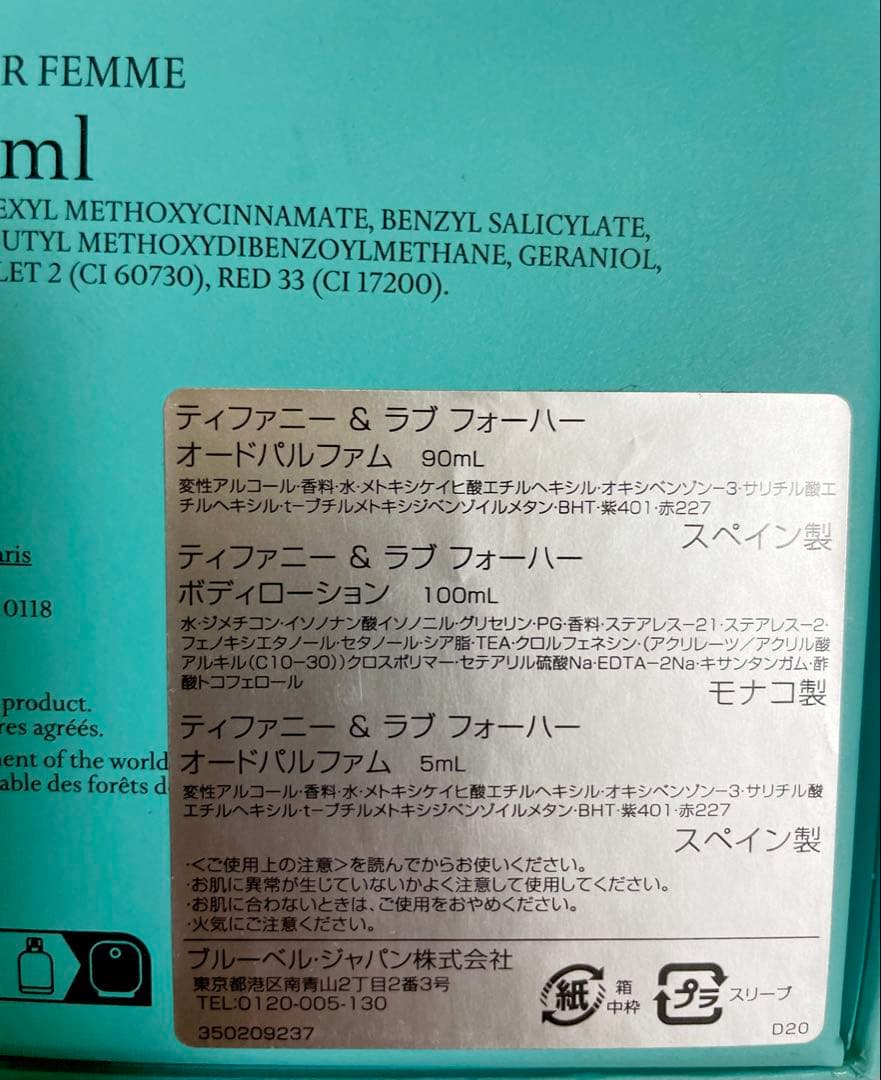 R FEMME
ml
EXYL METHOXYCINNAMATE, BENZYL SALICYLATE,
UTYL METHOXYDIBENZOYLMETHANE, GERANIOL,
LET 2 (CI 60730), RED 33 (CI 17200).
ティファニー & ラブ フォーハー
オードパルファム 90mL
変性アルコール・香料・水・メトキシケイヒ酸エチルヘキシル・オキシベンゾン-3・サリチル酸エ
チルヘキシル・t-ブチルメトキシジベンゾイルメタン・BHT・紫401・赤227
スペイン製
ティファニー & ラブ フォーハー
ボディローション 100mL
水・ジメチコン・イソノナン酸イソノニル・グリセリン・PG・香料・ステアレス-21・ステアレス-2・
フェノキシエタノール・セタノール・シア脂・TEA・クロルフェネシン・(アクリレーツ/アクリル酸
アルキル(C10-30))クロスポリマー・セテアリル硫酸Na・EDTA-2Na・キサンタンガム・酢
酸トコフェロール
モナコ製
ティファニー & ラブ フォーハー
オードパルファム 5mL
変性アルコール・香料・水・メトキシケイヒ酸エチルヘキシル・オキシベンゾン-3・サリチル酸
エチルヘキシル・t-ブチルメトキシジベンゾイルメタン・BHT・紫401・赤227
スペイン製
・<ご使用上の注意>を読んでからお使いください。
・お肌に異常が生じていないかよく注意して使用してください。
・お肌に合わないときは、ご使用をおやめください。
・火気にご注意ください。
ブルーベル・ジャパン株式会社
東京都港区南青山2丁目2番3号
TEL:0120-005-130
350209237
紙 箱
中枠
プラ スリーブ
D20
aris
0118
product.
res agréés.
ent of the world
able des forêts d